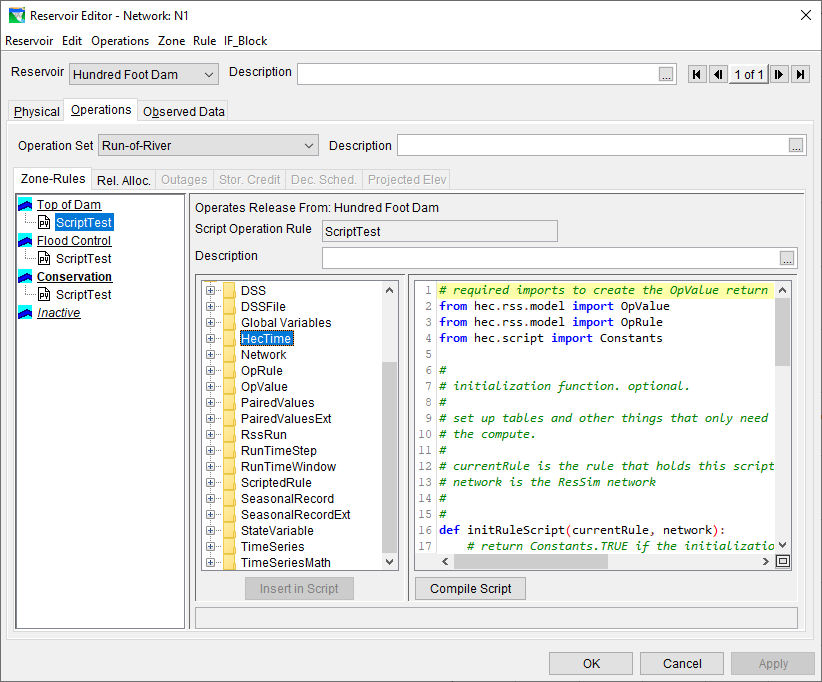 Reservoir Editor - Network: N1
Reservoir Edit Operations Zone Rule IF_Block
Reservoir Hundred Foot Dam Description ... 1 of 1
Physical Operations Observed Data
Operation Set Run-of-River Description ...
Zone-Rules Rel. Alloc. Outages Stor. Credit Dec. Sched. Projected Elev
Top of Dam
ScriptTest
Flood Control
ScriptTest
Conservation
ScriptTest
Inactive
Operates Release From: Hundred Foot Dam
Script Operation Rule ScriptTest
Description ...
DSS
DSSFile
Global Variables
HecTime
Network
OpRule
OpValue
PairedValues
PairedValuesExt
RssRun
RunTimeStep
RunTimeWindow
ScriptedRule
SeasonalRecord
SeasonalRecordExt
StateVariable
TimeSeries
TimeSeriesMath
Insert in Script
1 # required imports to create the OpValue return
2 from hec.rss.model import OpValue
3 from hec.rss.model import OpRule
4 from hec.script import Constants
5
6 #
7 # initialization function. optional.
8 #
9 # set up tables and other things that only need
10 # the compute.
11 #
12 # currentRule is the rule that holds this script
13 # network is the ResSim network
14 #
15 #
16 def initRuleScript(currentRule, network):
17 # return Constants.TRUE if the initializatio
Compile Script
OK Cancel Apply